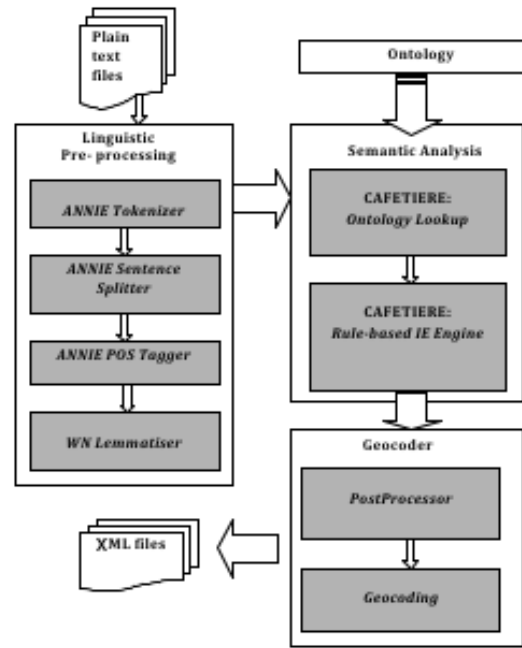 Plain
text
files
Linguistic
Pre- processing
ANNIE Tokenizer
ANNIE Sentence
Splitter
ANNIE POS Tagger
WN Lemmatiser
Ontology
Semantic Analysis
CAFETIERE:
Ontology Lookup
CAFETIERE:
Rule-based IE Engine
Geocoder
PostProcessor
Geocoding
XML files